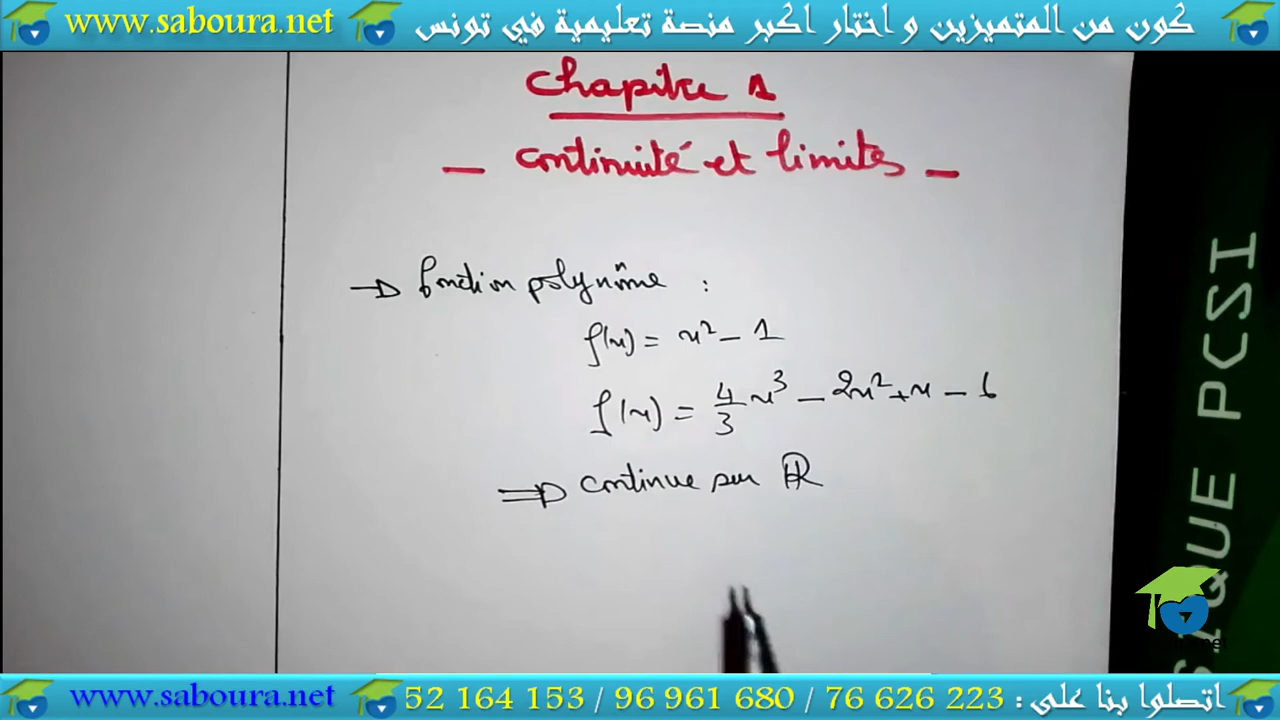 www.saboura.net كون من المتميزين و اختار اكبر منصة تعليمية في تونس
Chapitre 1
- continuité et limites -
→ fonction polynôme :
f(x) = x² - 1
f(x) = 4/3 x³ - 2x² + x - 6
⇒ continue sur ℝ
SIQUE PCSI
www.saboura.net 52 164 153 / 96 961 680 / 76 626 223 : اتصلوا بنا على